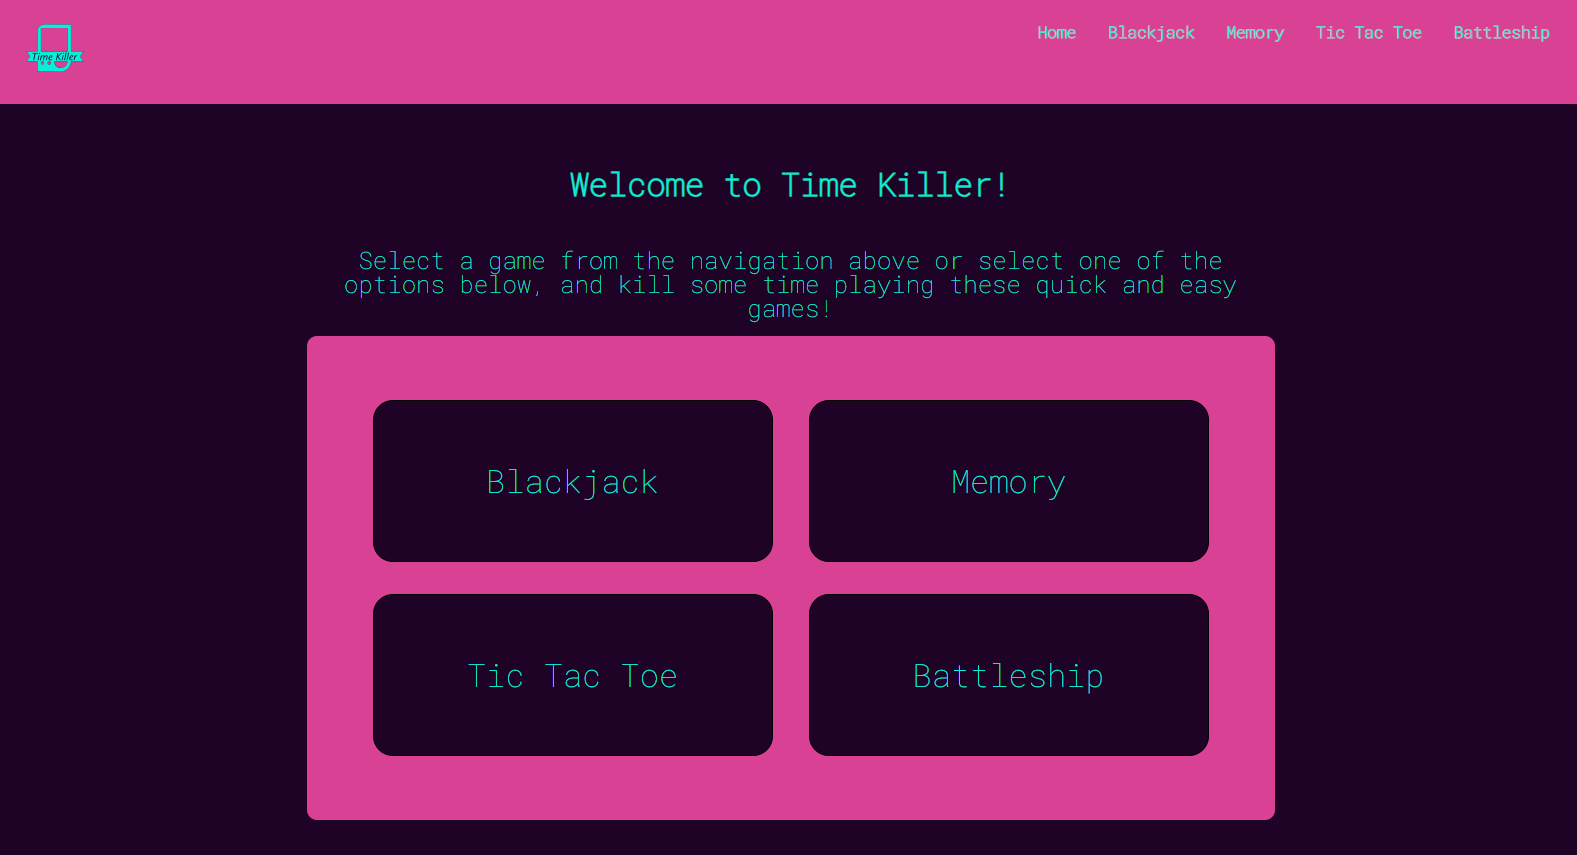 Time Killer
Home Blackjack Memory Tic Tac Toe Battleship
Welcome to Time Killer!
Select a game from the navigation above or select one of the
options below, and kill some time playing these quick and easy
games!
Blackjack Memory
Tic Tac Toe Battleship